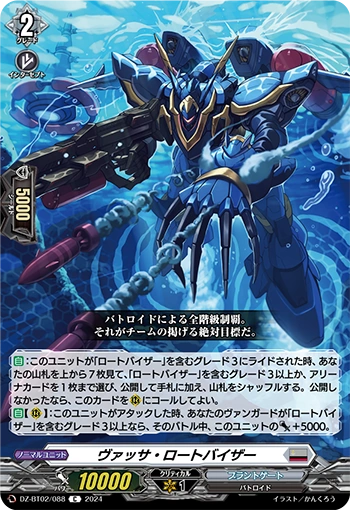 2
グレード
インターセプト
5000
シールド
バトロイドによる全階級制覇。
それがチームの掲げる絶対目標だ。
自:このユニットが「ロートバイザー」を含むグレード3にライドされた時、あな
たの山札を上から7枚見て、「ロートバイザー」を含むグレード3以上か、アリー
ナカードを1枚まで選び、公開して手札に加え、山札をシャッフルする。公開し
なかったなら、このカードをRにコールしてよい。
自【R】:このユニットがアタックした時、あなたのヴァンガードが「ロートバイザー」
を含むグレード3以上なら、そのバトル中、このユニットのパワー+5000。
ノーマルユニット
ヴァッサ・ロートバイザー
パワー
10000
クリティカル
1
ブラントゲート
バトロイド
DZ-BT02/088 C 2024
イラスト/かんくろう